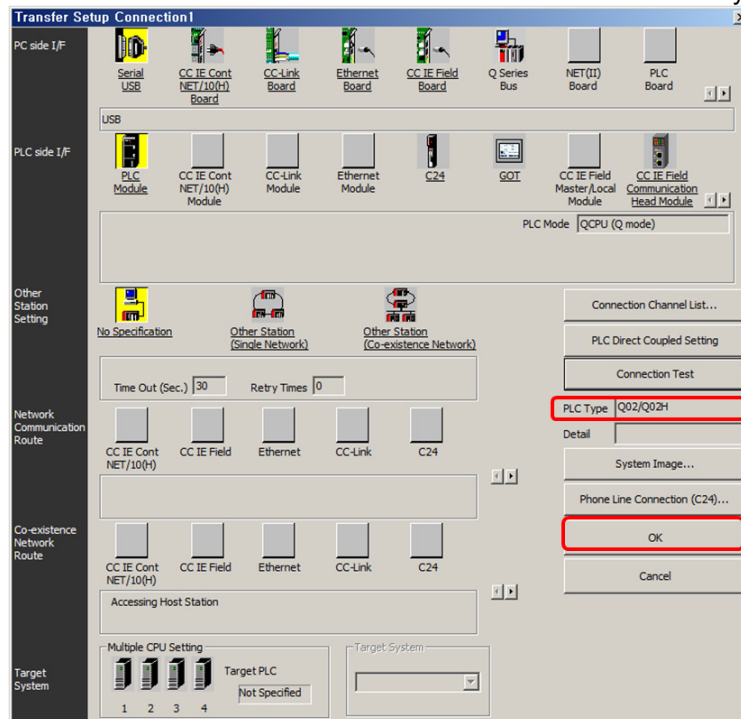 Transfer Setup Connection1
PC side I/F
Serial
USB
CC IE Cont
NET/10(H)
Board
CC-Link
Board
Ethernet
Board
CC IE Field
Board
Q Series
Bus
NET(II)
Board
PLC
Board
USB
PLC side I/F
PLC
Module
CC IE Cont
NET/10(H)
Module
CC-Link
Module
Ethernet
Module
C24
GOT
CC IE Field
Master/Local
Module
CC IE Field
Communication
Head Module
PLC Mode QCPU (Q mode)
Other
Station
Setting
No Specification
Other Station
(Single Network)
Other Station
(Co-existence Network)
Connection Channel List...
PLC Direct Coupled Setting
Time Out (Sec.) 30 Retry Times 0
Connection Test
PLC Type Q02/Q02H
Detail
Network
Communication
Route
CC IE Cont
NET/10(H)
CC IE Field
Ethernet
CC-Link
C24
System Image...
Phone Line Connection (C24)...
Co-existence
Network
Route
CC IE Cont
NET/10(H)
CC IE Field
Ethernet
CC-Link
C24
OK
Cancel
Accessing Host Station
Target
System
Multiple CPU Setting
1 2 3 4
Target PLC
Not Specified
Target System